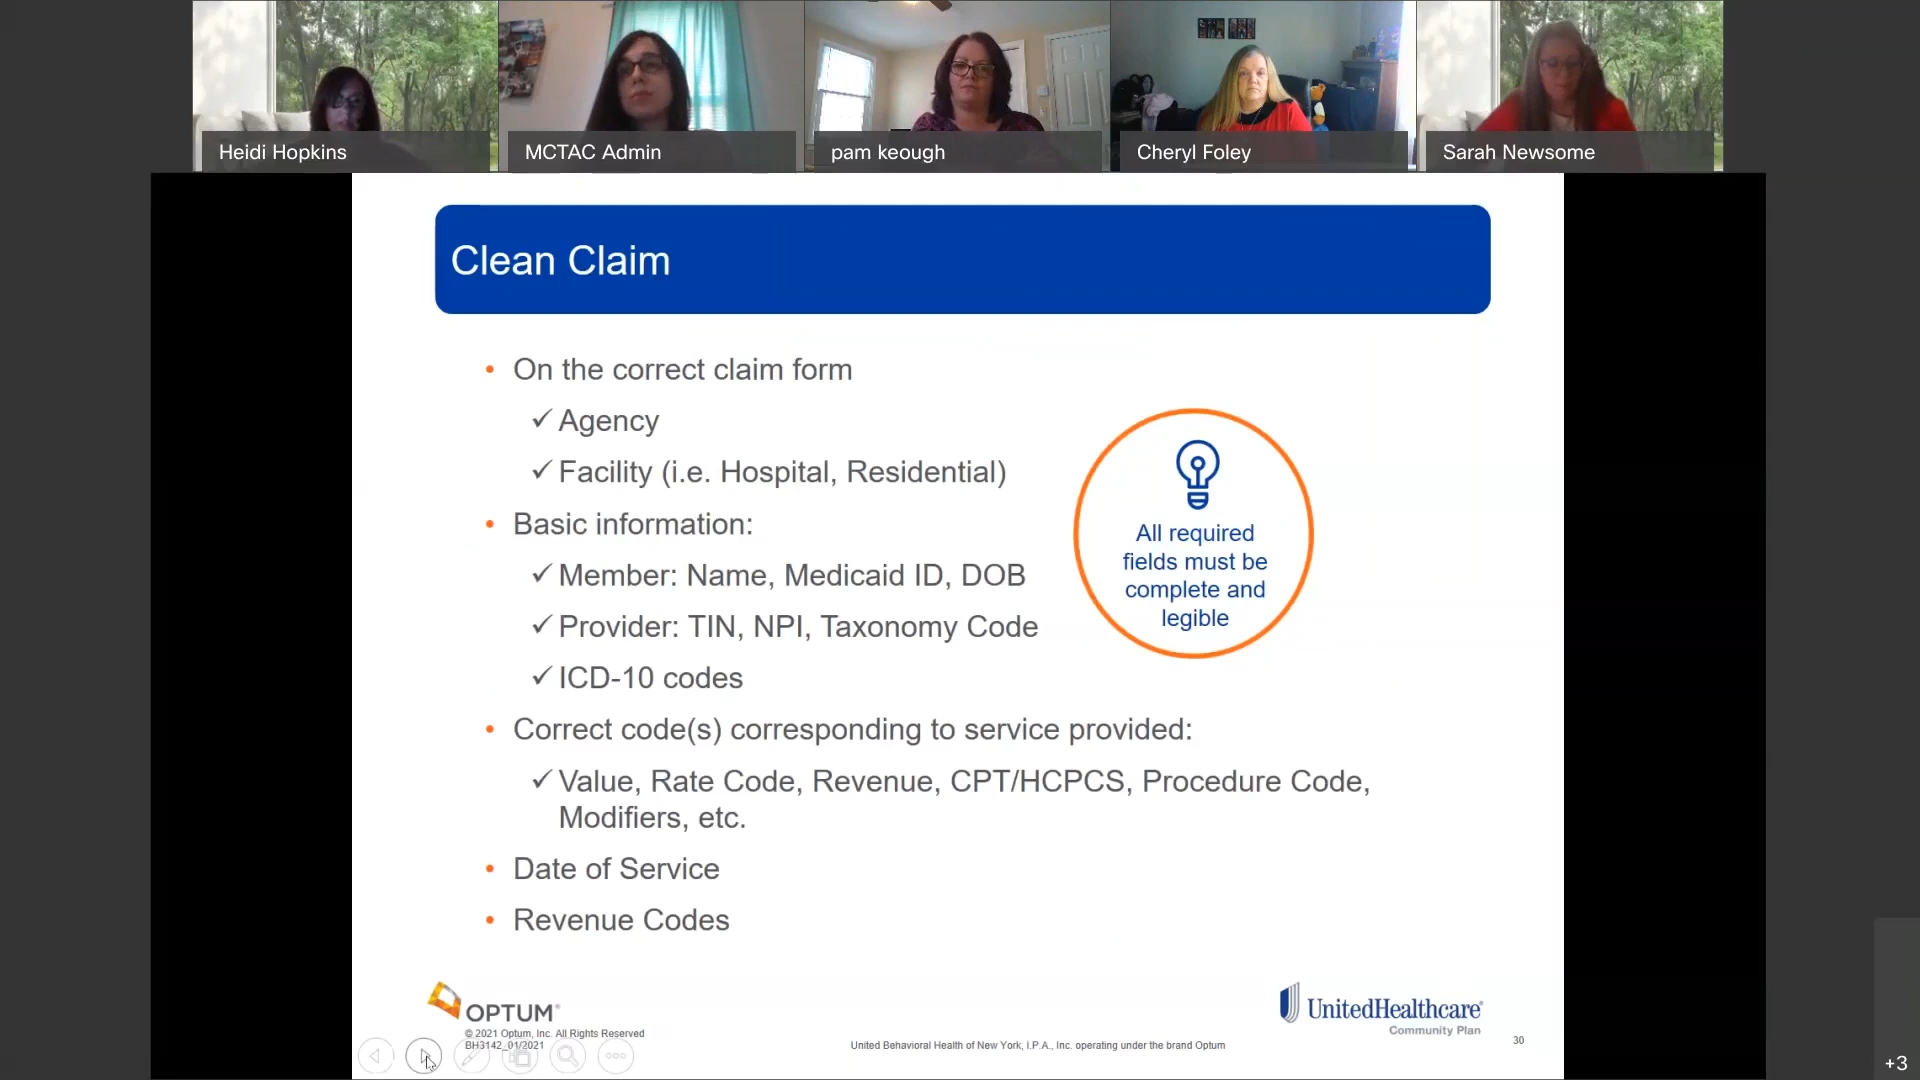 Heidi Hopkins
MCTAC Admin
pam keough
Cheryl Foley
Sarah Newsome
Clean Claim
• On the correct claim form
✓ Agency
✓ Facility (i.e. Hospital, Residential)
• Basic information:
✓ Member: Name, Medicaid ID, DOB
✓ Provider: TIN, NPI, Taxonomy Code
✓ ICD-10 codes
• Correct code(s) corresponding to service provided:
✓ Value, Rate Code, Revenue, CPT/HCPCS, Procedure Code,
Modifiers, etc.
• Date of Service
• Revenue Codes
All required
fields must be
complete and
legible
OPTUM®
© 2021 Optum, Inc. All Rights Reserved
BH3142_01/2021
United Behavioral Health of New York, I.P.A., Inc. operating under the brand Optum
UnitedHealthcare®
Community Plan
30
+3